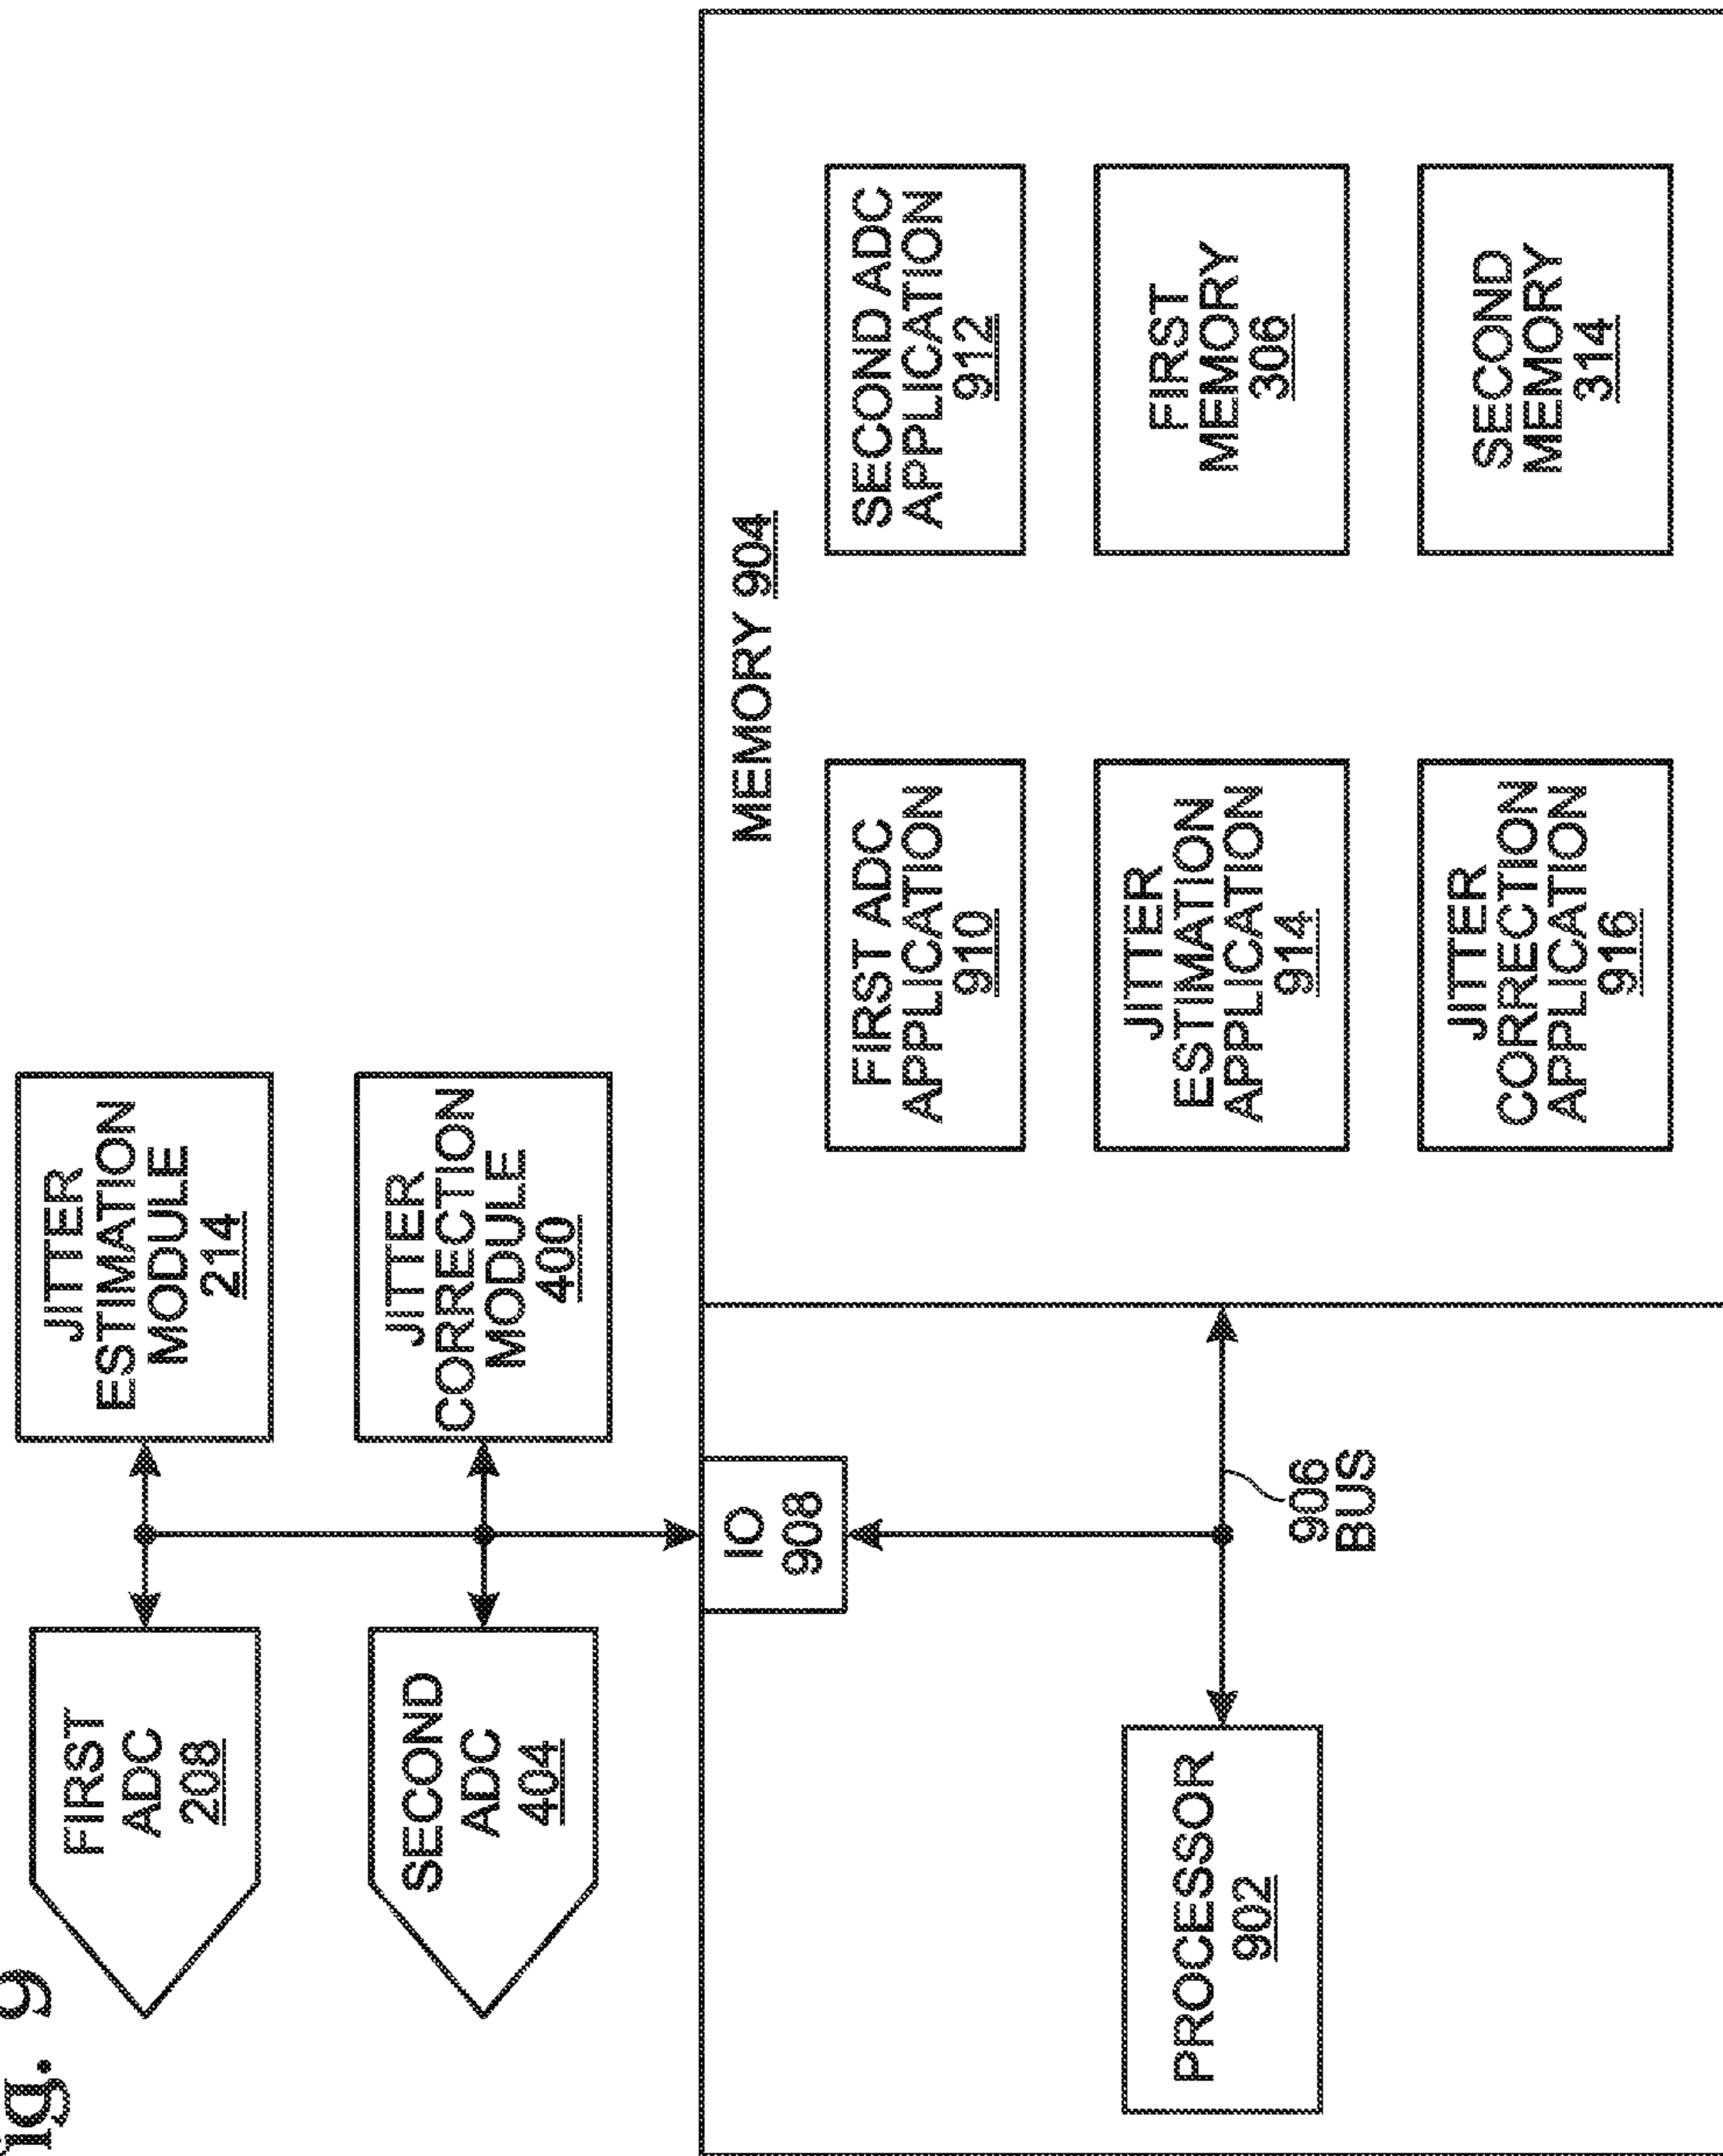 ig. 9
FIRST
ADC
208
JITTER
ESTIMATION
MODULE
214
SECOND
ADC
404
JITTER
CORRECTION
MODULE
400
IO
908
MEMORY 904
FIRST ADC
APPLICATION
910
SECOND ADC
APPLICATION
912
PROCESSOR
902
906
BUS
JITTER
ESTIMATION
APPLICATION
914
FIRST
MEMORY
306
JITTER
CORRECTION
APPLICATION
916
SECOND
MEMORY
314